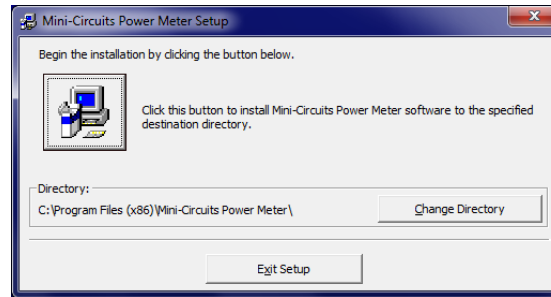 Mini-Circuits Power Meter Setup
Begin the installation by clicking the button below.
Click this button to install Mini-Circuits Power Meter software to the specified
destination directory.
Directory:
C:\Program Files (x86)\Mini-Circuits Power Meter\
Change Directory
Exit Setup